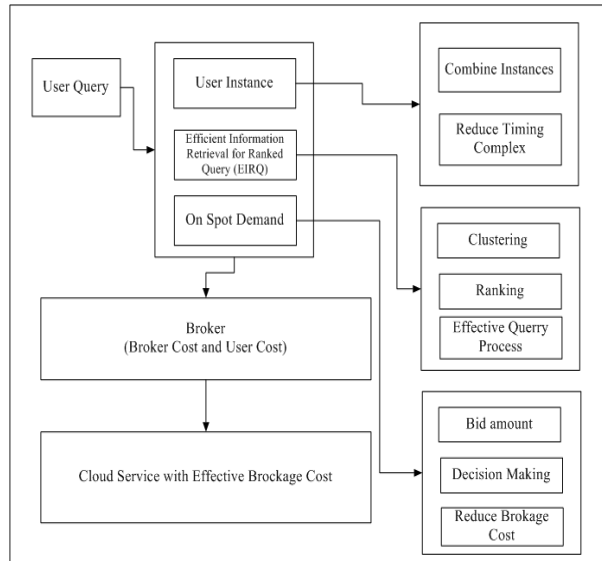 User Query
User Instance
Efficient Information
Retrieval for Ranked
Query (EIRQ)
On Spot Demand
Broker
(Broker Cost and User Cost)
Cloud Service with Effective Brockage Cost
Combine Instances
Reduce Timing
Complex
Clustering
Ranking
Effective Querry
Process
Bid amount
Decision Making
Reduce Brokage
Cost